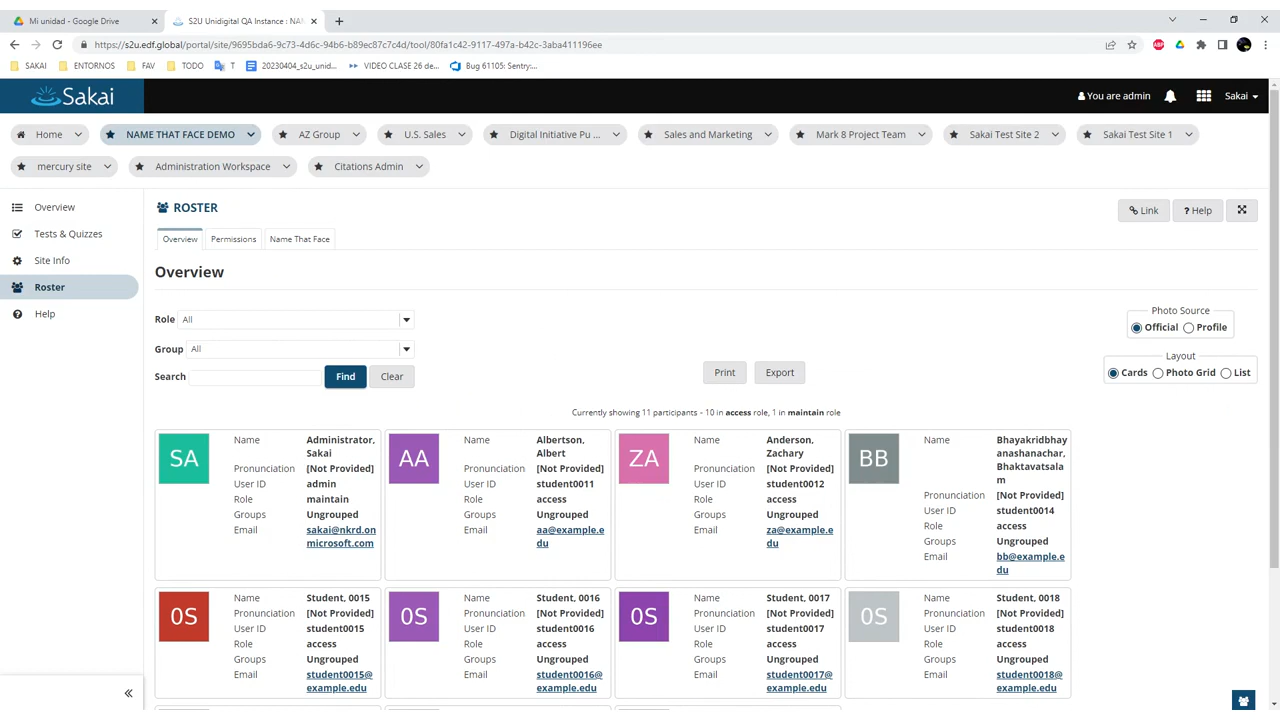 Mi unidad - Google Drive
S2U Unidigital QA Instance : NAM
https://s2u.edf.global/portal/site/9695bda6-9c73-4d6c-94b6-b89ec87c7c4d/tool/80fa1f42-9117-497a-b42a-3aba411196ee
SAKAI ENTORNOS FAV TODO T 20230404_s2u_unid... VIDEO CLASE 26 de... Bug 61105: Sentry:...
Sakai
You are admin
Sakai
Home NAME THAT FACE DEMO AZ Group U.S. Sales Digital Initiative Pu ... Sales and Marketing Mark 8 Project Team Sakai Test Site 2 Sakai Test Site 1
mercury site Administration Workspace Citations Admin
Overview
Tests & Quizzes
Site Info
Roster
Help
ROSTER
Link ? Help
Overview Permissions Name That Face
Overview
Role All
Group All
Search Find Clear
Print Export
Photo Source
Official Profile
Layout
Cards Photo Grid List
Currently showing 11 participants - 10 in access role, 1 in maintain role
SA
Name Administrator,
Sakai
Pronunciation [Not Provided]
User ID admin
Role maintain
Groups Ungrouped
Email sakai@nkrd.on
microsoft.com
AA
Name Albertson,
Albert
Pronunciation [Not Provided]
User ID student0011
Role access
Groups Ungrouped
Email aa@example.e
du
ZA
Name Anderson,
Zachary
Pronunciation [Not Provided]
User ID student0012
Role access
Groups Ungrouped
Email za@example.e
du
BB
Name Bhayakridbhay
anashanachar,
Bhaktavatsala
m
Pronunciation [Not Provided]
User ID student0014
Role access
Groups Ungrouped
Email bb@example.e
du
0S
Name Student, 0015
Pronunciation [Not Provided]
User ID student0015
Role access
Groups Ungrouped
Email student0015@
example.edu
0S
Name Student, 0016
Pronunciation [Not Provided]
User ID student0016
Role access
Groups Ungrouped
Email student0016@
example.edu
0S
Name Student, 0017
Pronunciation [Not Provided]
User ID student0017
Role access
Groups Ungrouped
Email student0017@
example.edu
0S
Name Student, 0018
Pronunciation [Not Provided]
User ID student0018
Role access
Groups Ungrouped
Email student0018@
example.edu